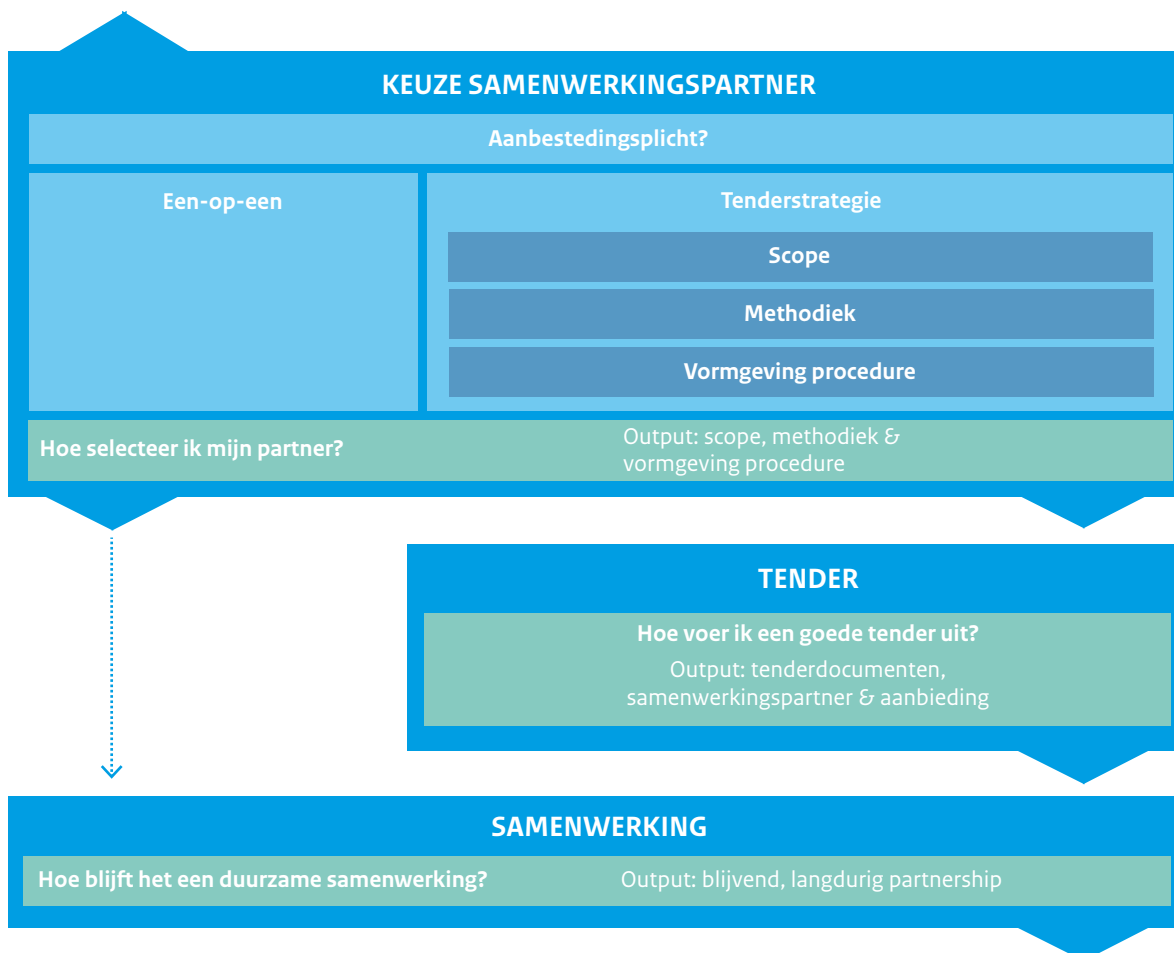 KEUZE SAMENWERKINGSPARTNER
Aanbestedingsplicht?
Een-op-een
Tenderstrategie
Scope
Methodiek
Vormgeving procedure
Hoe selecteer ik mijn partner?
Output: scope, methodiek &
vormgeving procedure
TENDER
Hoe voer ik een goede tender uit?
Output: tenderdocumenten,
samenwerkingspartner & aanbieding
SAMENWERKING
Hoe blijft het een duurzame samenwerking?
Output: blijvend, langdurig partnership